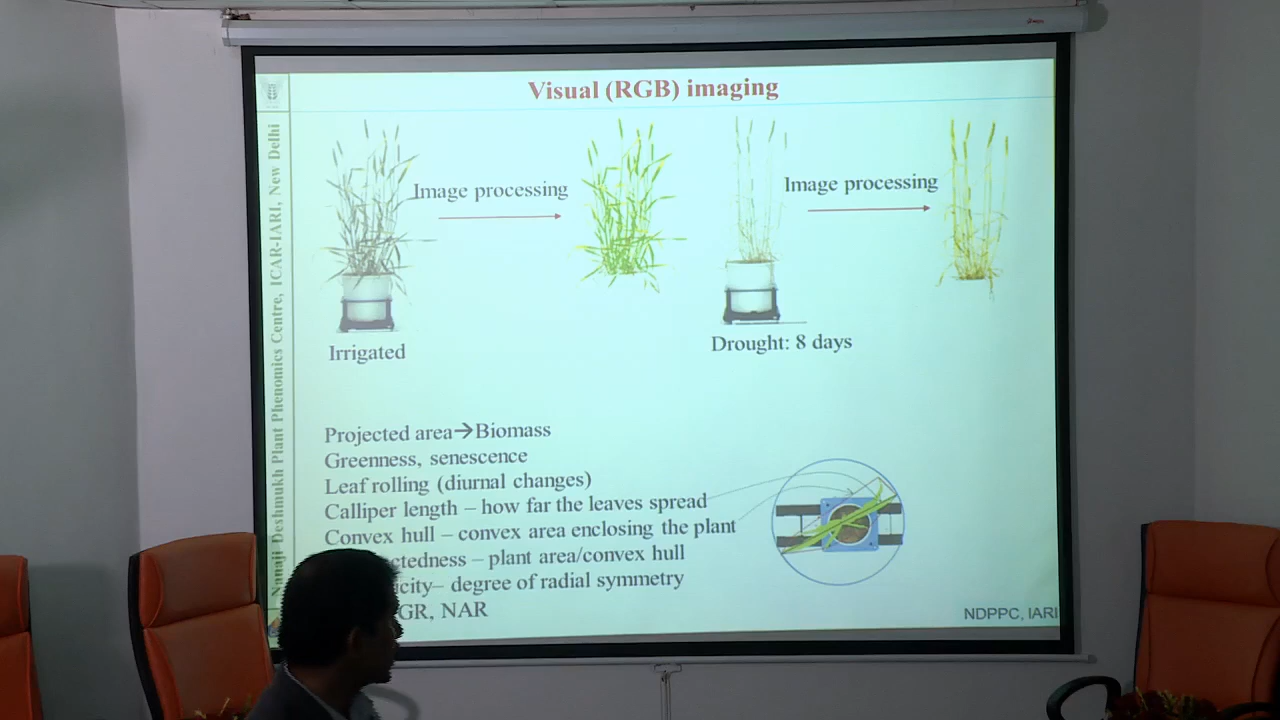 Visual (RGB) imaging
Nanaji Deshmukh Plant Phenomics Centre, ICAR-IARI, New Delhi
Image processing
Image processing
Irrigated
Drought: 8 days
Projected area→Biomass
Greenness, senescence
Leaf rolling (diurnal changes)
Calliper length – how far the leaves spread
Convex hull – convex area enclosing the plant
ctedness – plant area/convex hull
icity– degree of radial symmetry
GR, NAR
NDPPC, IARI